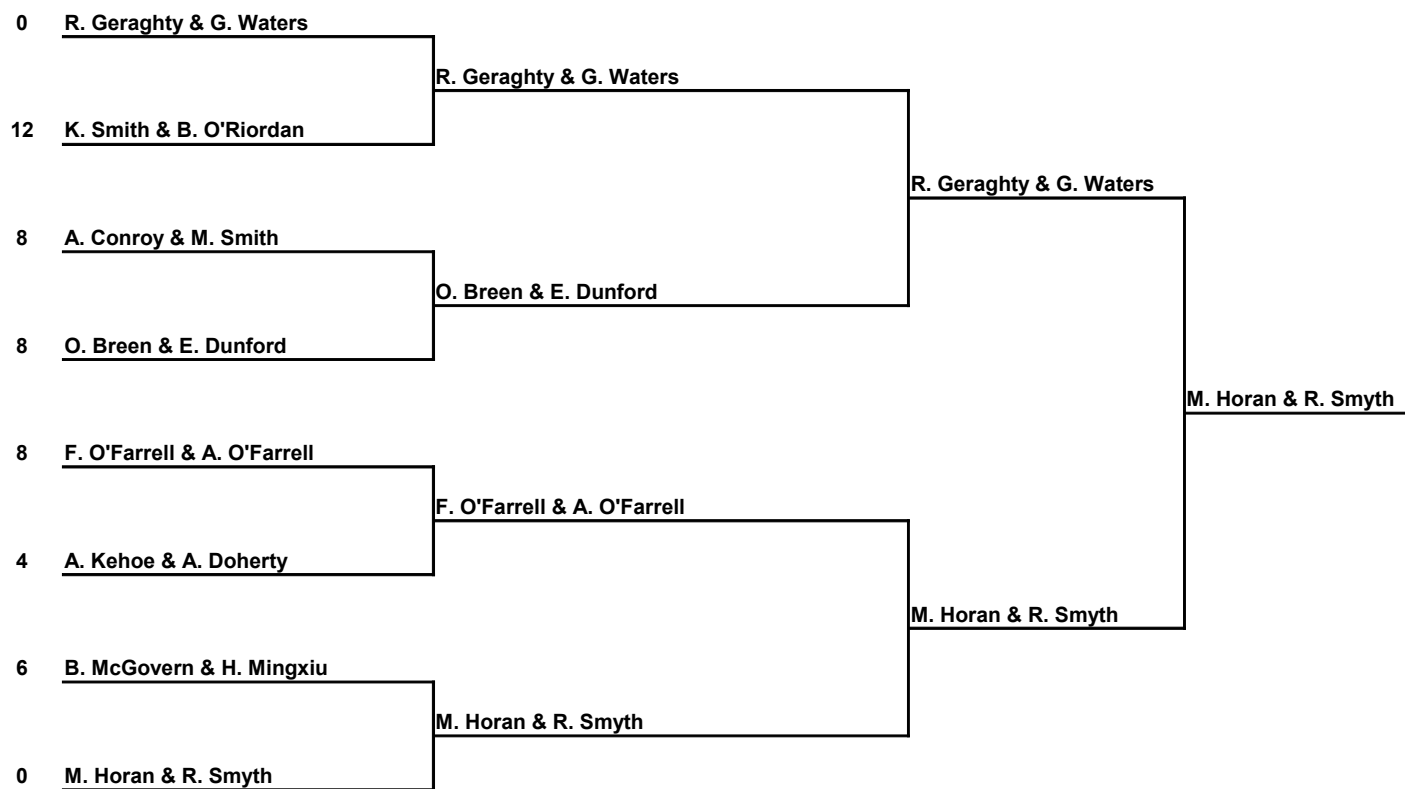 0 R. Geraghty & G. Waters
R. Geraghty & G. Waters
12 K. Smith & B. O'Riordan
R. Geraghty & G. Waters
8 A. Conroy & M. Smith
O. Breen & E. Dunford
8 O. Breen & E. Dunford
M. Horan & R. Smyth
8 F. O'Farrell & A. O'Farrell
F. O'Farrell & A. O'Farrell
4 A. Kehoe & A. Doherty
M. Horan & R. Smyth
6 B. McGovern & H. Mingxiu
M. Horan & R. Smyth
0 M. Horan & R. Smyth